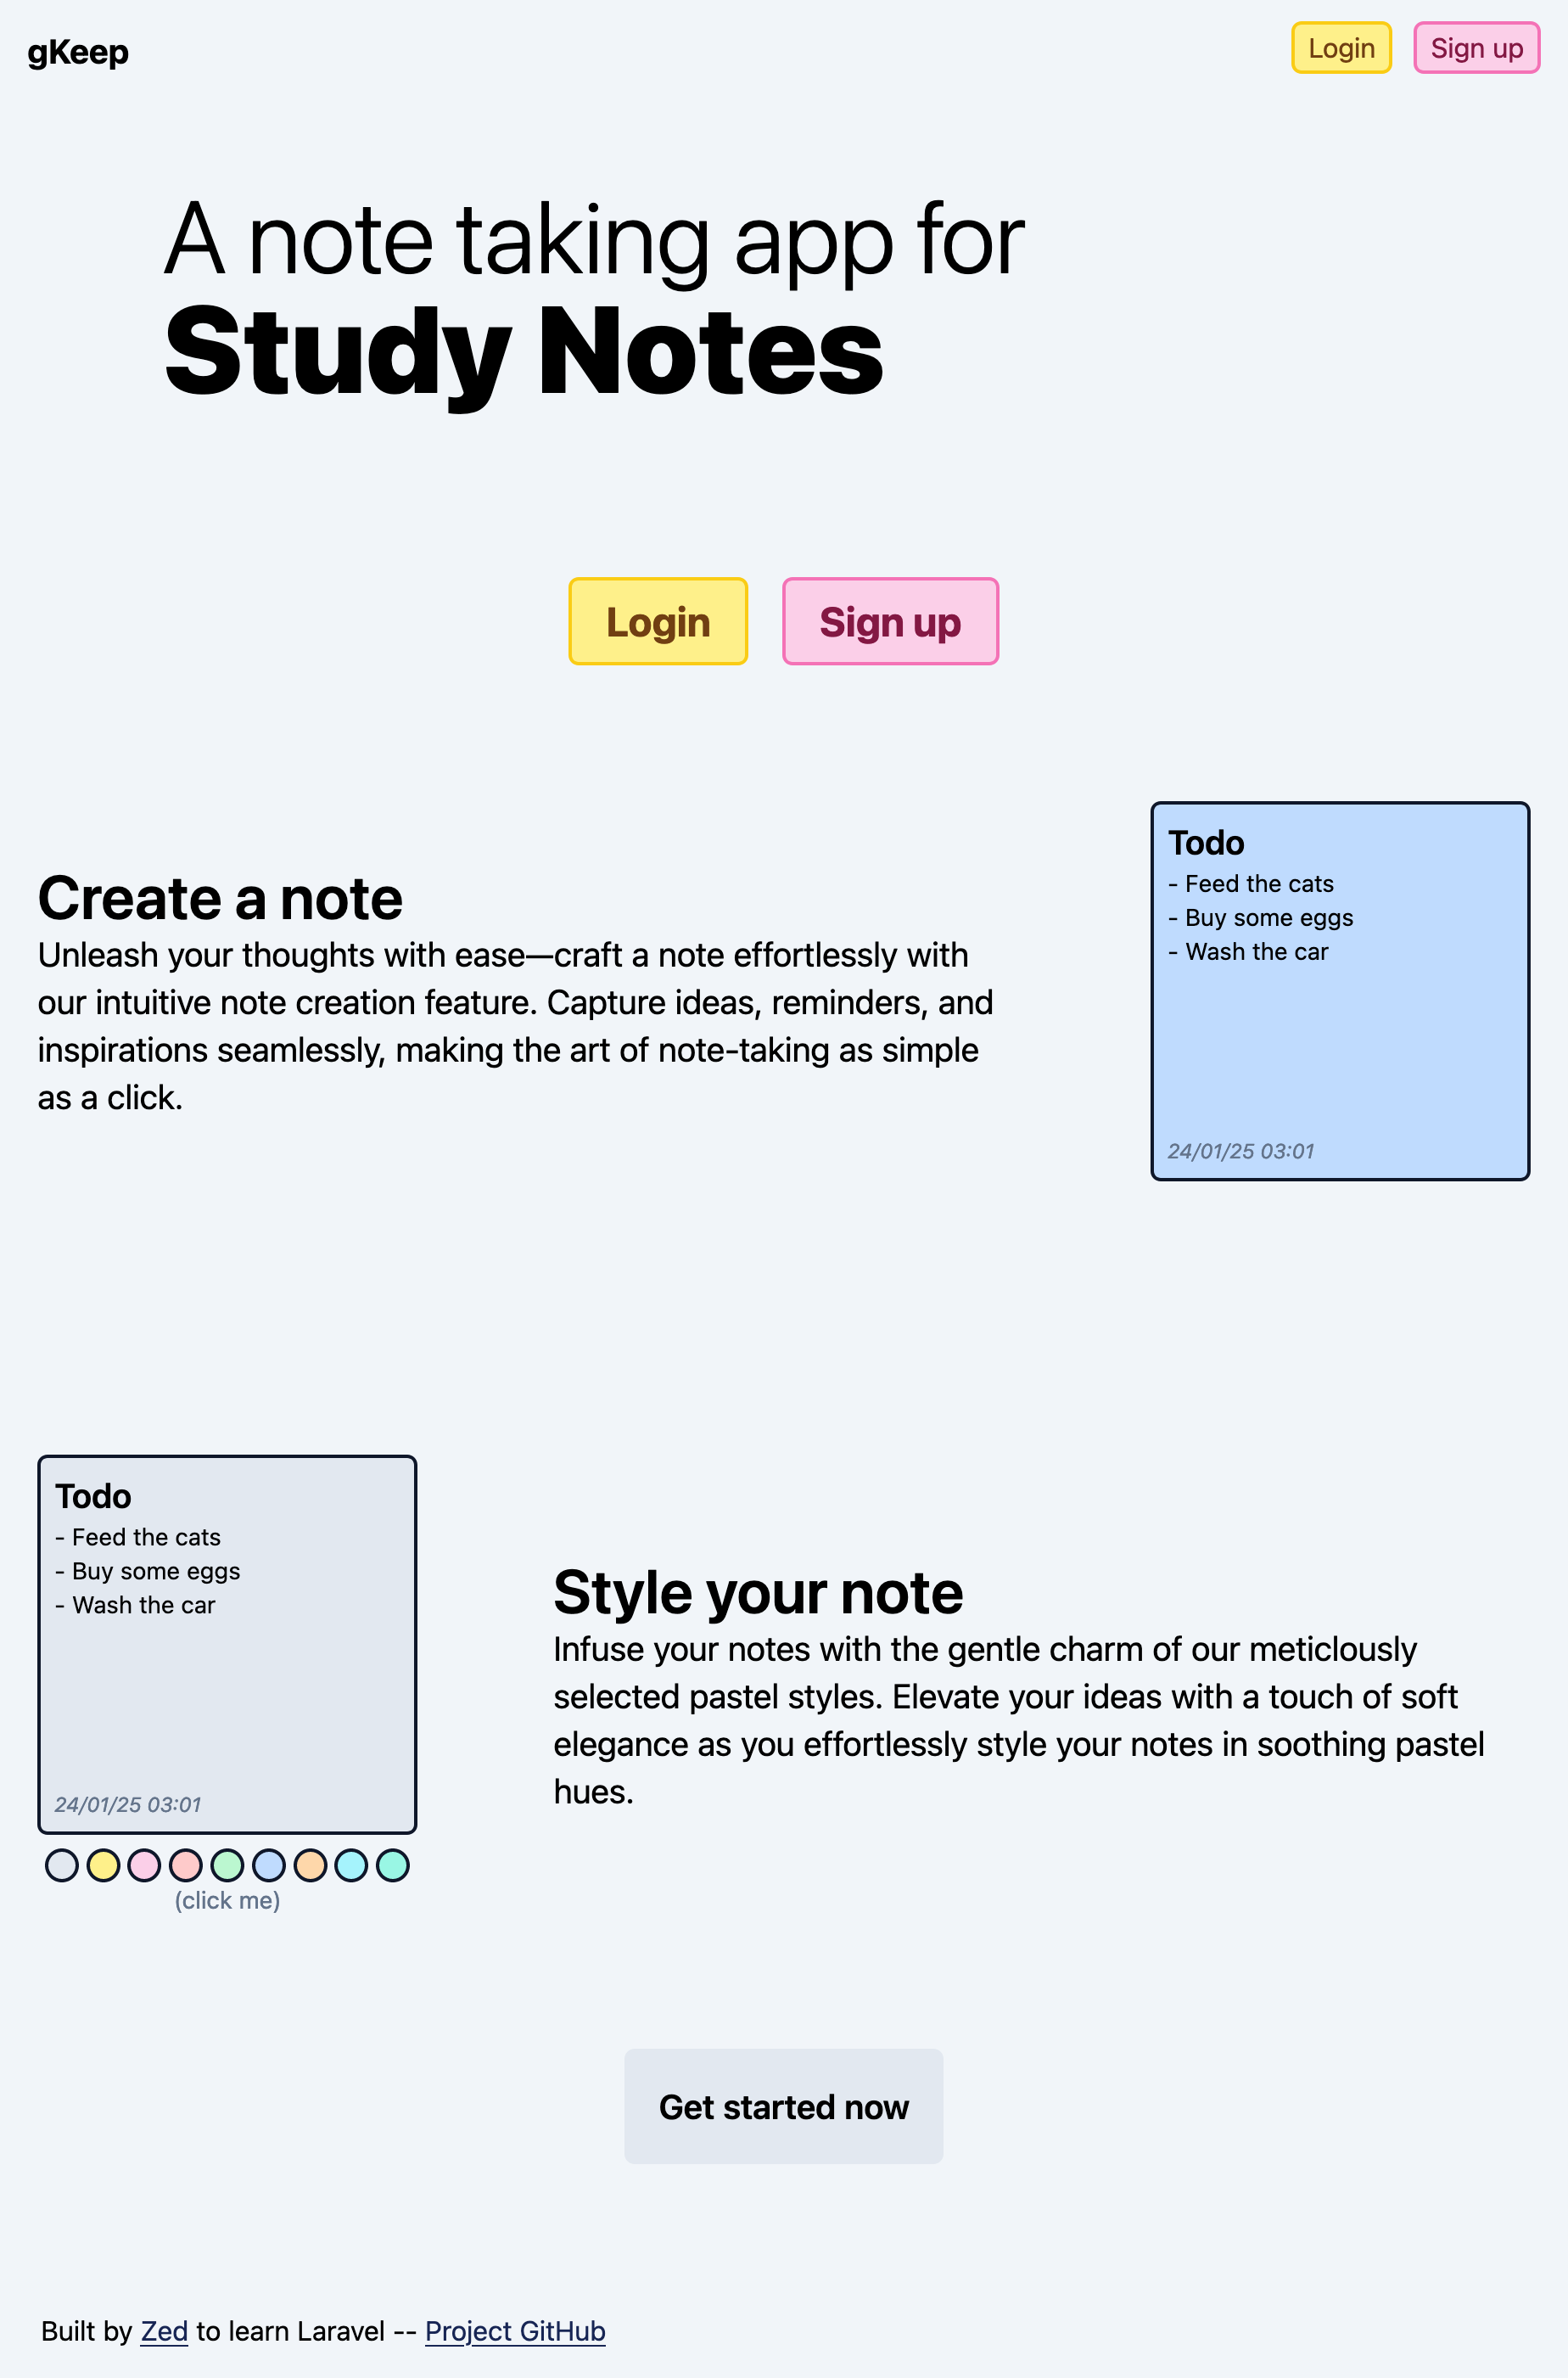 gKeep
Login
Sign up
A note taking app for
Study Notes
Login
Sign up
Create a note
Unleash your thoughts with ease—craft a note effortlessly with
our intuitive note creation feature. Capture ideas, reminders, and
inspirations seamlessly, making the art of note-taking as simple
as a click.
Todo
- Feed the cats
- Buy some eggs
- Wash the car
24/01/25 03:01
Todo
- Feed the cats
- Buy some eggs
- Wash the car
24/01/25 03:01
(click me)
Style your note
Infuse your notes with the gentle charm of our meticlously
selected pastel styles. Elevate your ideas with a touch of soft
elegance as you effortlessly style your notes in soothing pastel
hues.
Get started now
Built by Zed to learn Laravel -- Project GitHub